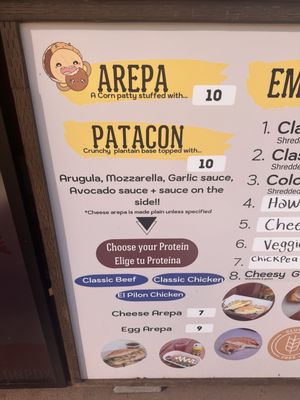 AREPA
A Corn patty stuffed with...
10
PATACON
Crunchy plantain base topped with...
10
Arugula, Mozzarella, Garlic sauce,
Avocado sauce + sauce on the
side!!
*Cheese arepa is made plain unless specified
Choose your Protein
Elige tu Proteina
Classic Beef
Classic Chicken
El Pilon Chicken
Cheese Arepa 7
Egg Arepa 9
EM
1. Cla
Shredde
2. Clas
Shredded
3. Colo
Shredded
4. Haw
5. Chee
6. Veggi
7. Chickpea
8. Cheesy G